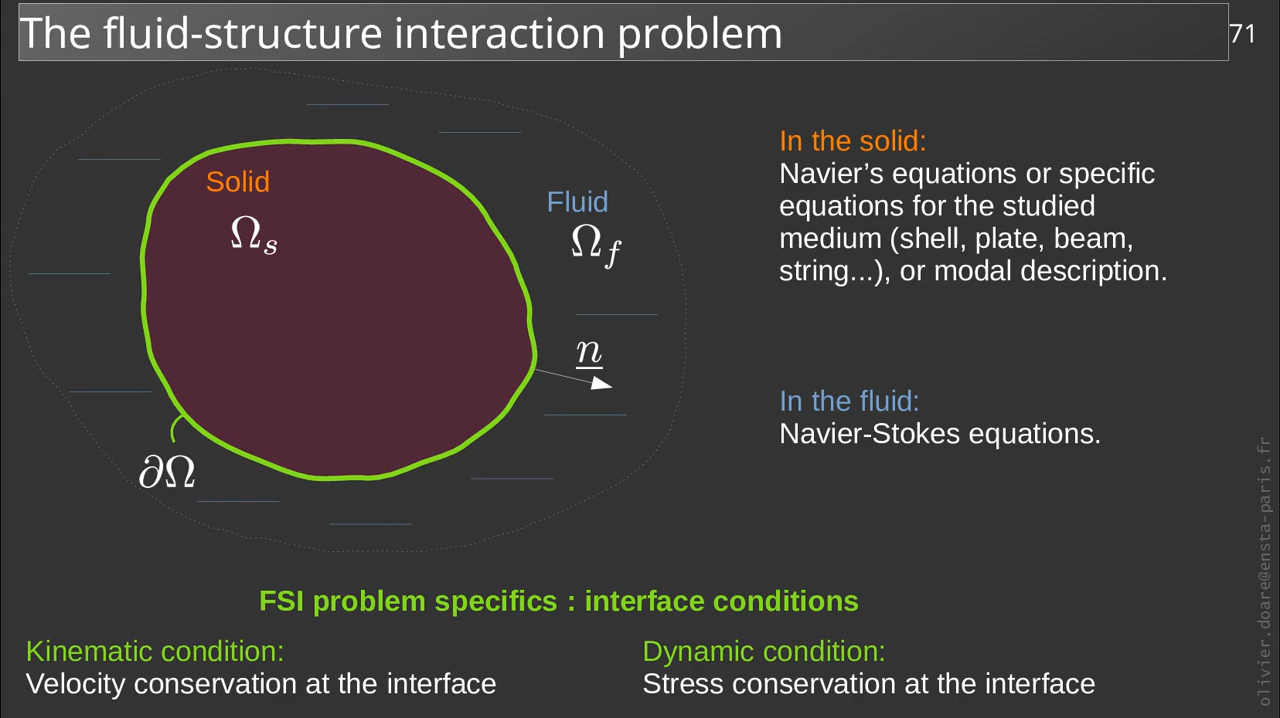 The fluid-structure interaction problem
71
Solid
Ωs
Fluid
Ωf
n
∂Ω
In the solid:
Navier’s equations or specific
equations for the studied
medium (shell, plate, beam,
string...), or modal description.
In the fluid:
Navier-Stokes equations.
FSI problem specifics : interface conditions
Kinematic condition:
Velocity conservation at the interface
Dynamic condition:
Stress conservation at the interface
olivier.doare@ensta-paris.fr